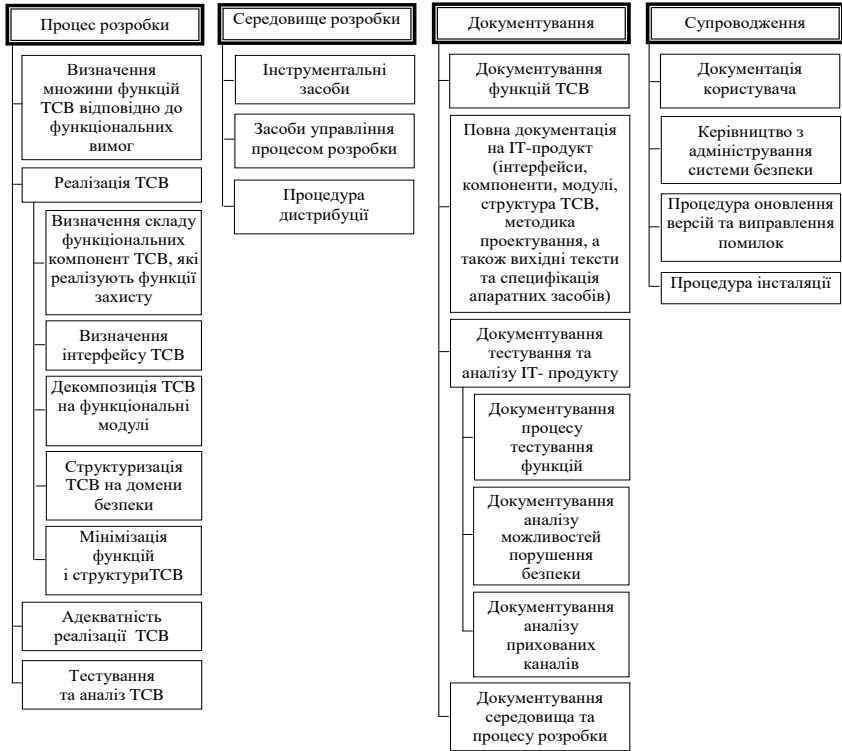 Процес розробки
Визначення
множини функцій
ТСВ відповідно до
функціональних
вимог
Реалізація ТСВ
Визначення складу
функціональних
компонент ТСВ, які
реалізують функції
захисту
Визначення
інтерфейсу ТСВ
Декомпозиція ТСВ
на функціональні
модулі
Структуризація
ТСВ на домени
безпеки
Мінімізація
функцій
і структуриТСВ
Адекватність
реалізації ТСВ
Тестування
та аналіз ТСВ
Середовище розробки
Інструментальні
засоби
Засоби управління
процесом розробки
Процедура
дистрибуції
Документування
Документування
функцій ТСВ
Повна документація
на ІТ-продукт
(інтерфейси,
компоненти, модулі,
структура ТСВ,
методика
проектування, а
також вихідні тексти
та специфікація
апаратних засобів)
Документування
тестування та
аналізу ІТ- продукту
Документування
процесу
тестування
функцій
Документування
аналізу
можливостей
порушення
безпеки
Документування
аналізу
прихованих
каналів
Документування
середовища та
процесу розробки
Супроводження
Документація
користувача
Керівництво з
адміністрування
системи безпеки
Процедура оновлення
версій та виправлення
помилок
Процедура інсталяції